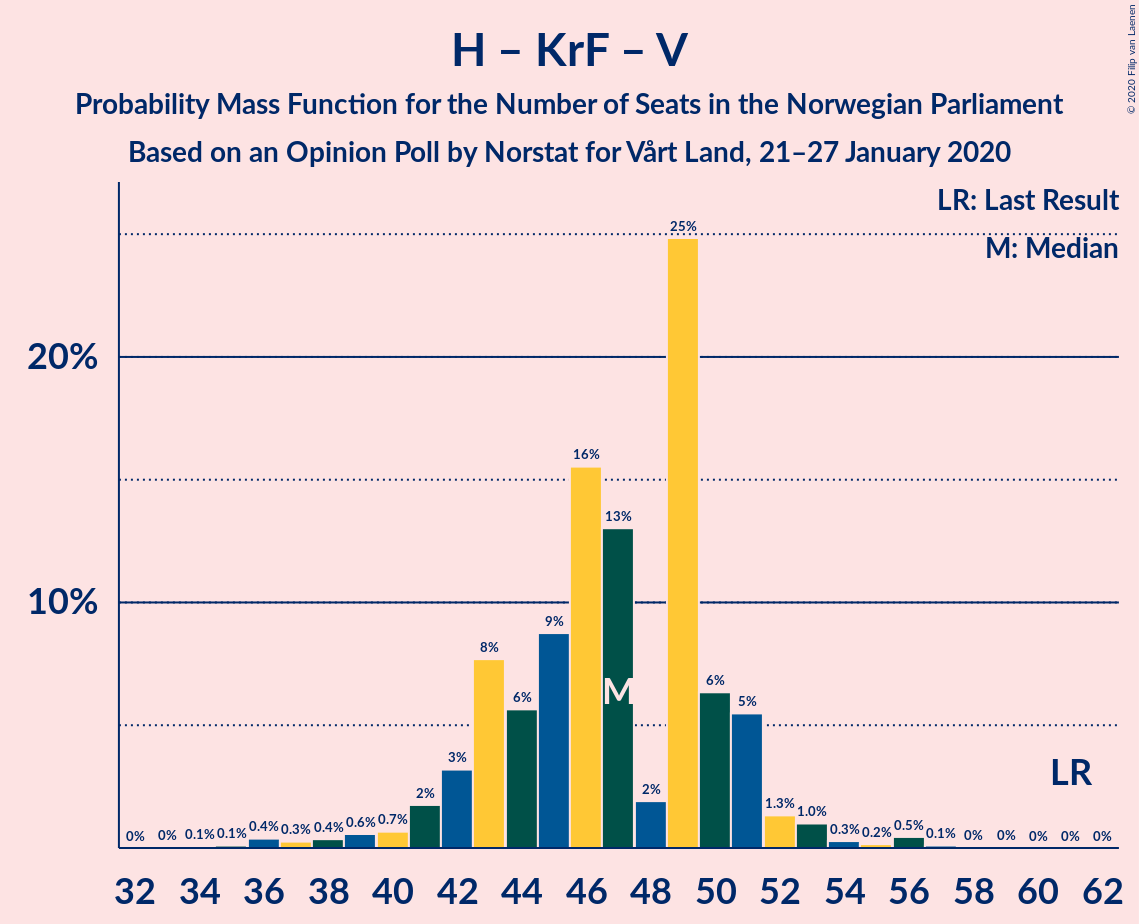 H – KrF – V
Probability Mass Function for the Number of Seats in the Norwegian Parliament
Based on an Opinion Poll by Norstat for Vårt Land, 21–27 January 2020
© 2020 Filip van Laenen
LR: Last Result
M: Median
20%
10%
0% 0% 0.1% 0.1% 0.4% 0.3% 0.4% 0.6% 0.7% 2% 3% 8% 6% 9% 16% 13% 2% 25% 6% 5% 1.3% 1.0% 0.3% 0.2% 0.5% 0.1% 0% 0% 0% 0% 0%
M
LR
32 34 36 38 40 42 44 46 48 50 52 54 56 58 60 62